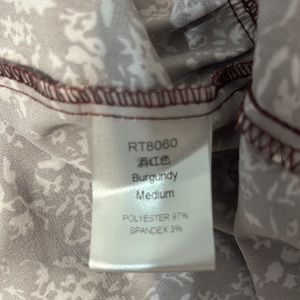 RT8060
酒红色
Burgundy
Medium
POLYESTER 97%
SPANDEX 3%